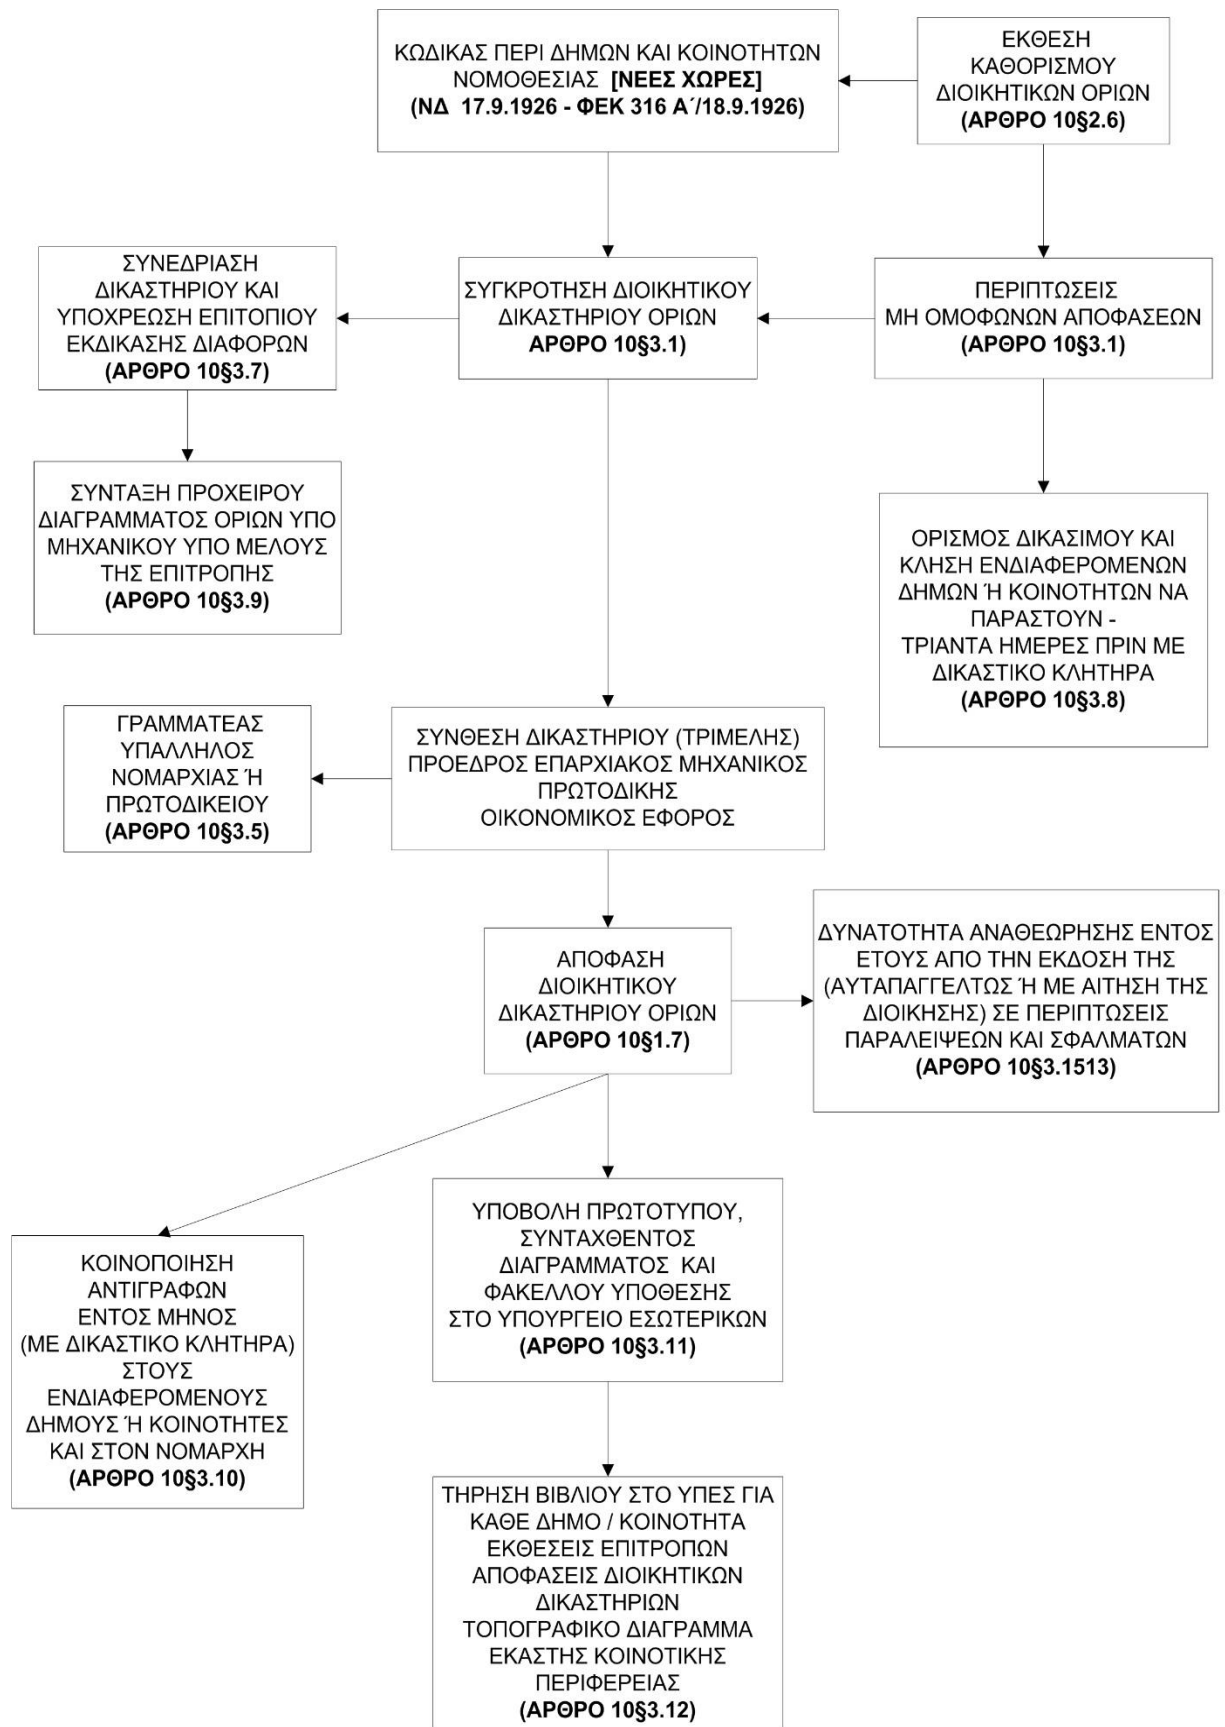 ΚΩΔΙΚΑΣ ΠΕΡΙ ΔΗΜΩΝ ΚΑΙ ΚΟΙΝΟΤΗΤΩΝ
ΝΟΜΟΘΕΣΙΑΣ [ΝΕΕΣ ΧΩΡΕΣ]
(ΝΔ 17.9.1926 - ΦΕΚ 316 Α΄/18.9.1926)
ΕΚΘΕΣΗ
ΚΑΘΟΡΙΣΜΟΥ
ΔΙΟΙΚΗΤΙΚΩΝ ΟΡΙΩΝ
(ΑΡΘΡΟ 10§2.6)
ΣΥΝΕΔΡΙΑΣΗ
ΔΙΚΑΣΤΗΡΙΟΥ ΚΑΙ
ΥΠΟΧΡΕΩΣΗ ΕΠΙΤΟΠΙΟΥ
ΕΚΔΙΚΑΣΗΣ ΔΙΑΦΟΡΩΝ
(ΑΡΘΡΟ 10§3.7)
ΣΥΓΚΡΟΤΗΣΗ ΔΙΟΙΚΗΤΙΚΟΥ
ΔΙΚΑΣΤΗΡΙΟΥ ΟΡΙΩΝ
ΑΡΘΡΟ 10§3.1)
ΠΕΡΙΠΤΩΣΕΙΣ
ΜΗ ΟΜΟΦΩΝΩΝ ΑΠΟΦΑΣΕΩΝ
(ΑΡΘΡΟ 10§3.1)
ΣΥΝΤΑΞΗ ΠΡΟΧΕΙΡΟΥ
ΔΙΑΓΡΑΜΜΑΤΟΣ ΟΡΙΩΝ ΥΠΟ
ΜΗΧΑΝΙΚΟΥ ΥΠΟ ΜΕΛΟΥΣ
ΤΗΣ ΕΠΙΤΡΟΠΗΣ
(ΑΡΘΡΟ 10§3.9)
ΟΡΙΣΜΟΣ ΔΙΚΑΣΙΜΟΥ ΚΑΙ
ΚΛΗΣΗ ΕΝΔΙΑΦΕΡΟΜΕΝΩΝ
ΔΗΜΩΝ Ή ΚΟΙΝΟΤΗΤΩΝ ΝΑ
ΠΑΡΑΣΤΟΥΝ -
ΤΡΙΑΝΤΑ ΗΜΕΡΕΣ ΠΡΙΝ ΜΕ
ΔΙΚΑΣΤΙΚΟ ΚΛΗΤΗΡΑ
(ΑΡΘΡΟ 10§3.8)
ΓΡΑΜΜΑΤΕΑΣ
ΥΠΑΛΛΗΛΟΣ
ΝΟΜΑΡΧΙΑΣ Ή
ΠΡΩΤΟΔΙΚΕΙΟΥ
(ΑΡΘΡΟ 10§3.5)
ΣΥΝΘΕΣΗ ΔΙΚΑΣΤΗΡΙΟΥ (ΤΡΙΜΕΛΗΣ)
ΠΡΟΕΔΡΟΣ ΕΠΑΡΧΙΑΚΟΣ ΜΗΧΑΝΙΚΟΣ
ΠΡΩΤΟΔΙΚΗΣ
ΟΙΚΟΝΟΜΙΚΟΣ ΕΦΟΡΟΣ
ΑΠΟΦΑΣΗ
ΔΙΟΙΚΗΤΙΚΟΥ
ΔΙΚΑΣΤΗΡΙΟΥ ΟΡΙΩΝ
(ΑΡΘΡΟ 10§1.7)
ΔΥΝΑΤΟΤΗΤΑ ΑΝΑΘΕΩΡΗΣΗΣ ΕΝΤΟΣ
ΕΤΟΥΣ ΑΠΟ ΤΗΝ ΕΚΔΟΣΗ ΤΗΣ
(ΑΥΤΑΠΑΓΓΕΛΤΩΣ Ή ΜΕ ΑΙΤΗΣΗ ΤΗΣ
ΔΙΟΙΚΗΣΗΣ) ΣΕ ΠΕΡΙΠΤΩΣΕΙΣ
ΠΑΡΑΛΕΙΨΕΩΝ ΚΑΙ ΣΦΑΛΜΑΤΩΝ
(ΑΡΘΡΟ 10§3.1513)
ΚΟΙΝΟΠΟΙΗΣΗ
ΑΝΤΙΓΡΑΦΩΝ
ΕΝΤΟΣ ΜΗΝΟΣ
(ΜΕ ΔΙΚΑΣΤΙΚΟ ΚΛΗΤΗΡΑ)
ΣΤΟΥΣ
ΕΝΔΙΑΦΕΡΟΜΕΝΟΥΣ
ΔΗΜΟΥΣ Ή ΚΟΙΝΟΤΗΤΕΣ
ΚΑΙ ΣΤΟΝ ΝΟΜΑΡΧΗ
(ΑΡΘΡΟ 10§3.10)
ΥΠΟΒΟΛΗ ΠΡΩΤΟΤΥΠΟΥ,
ΣΥΝΤΑΧΘΕΝΤΟΣ
ΔΙΑΓΡΑΜΜΑΤΟΣ ΚΑΙ
ΦΑΚΕΛΛΟΥ ΥΠΟΘΕΣΗΣ
ΣΤΟ ΥΠΟΥΡΓΕΙΟ ΕΣΩΤΕΡΙΚΩΝ
(ΑΡΘΡΟ 10§3.11)
ΤΗΡΗΣΗ ΒΙΒΛΙΟΥ ΣΤΟ ΥΠΕΣ ΓΙΑ
ΚΑΘΕ ΔΗΜΟ / ΚΟΙΝΟΤΗΤΑ
ΕΚΘΕΣΕΙΣ ΕΠΙΤΡΟΠΩΝ
ΑΠΟΦΑΣΕΙΣ ΔΙΟΙΚΗΤΙΚΩΝ
ΔΙΚΑΣΤΗΡΙΩΝ
ΤΟΠΟΓΡΑΦΙΚΟ ΔΙΑΓΡΑΜΜΑ
ΕΚΑΣΤΗΣ ΚΟΙΝΟΤΙΚΗΣ
ΠΕΡΙΦΕΡΕΙΑΣ
(ΑΡΘΡΟ 10§3.12)